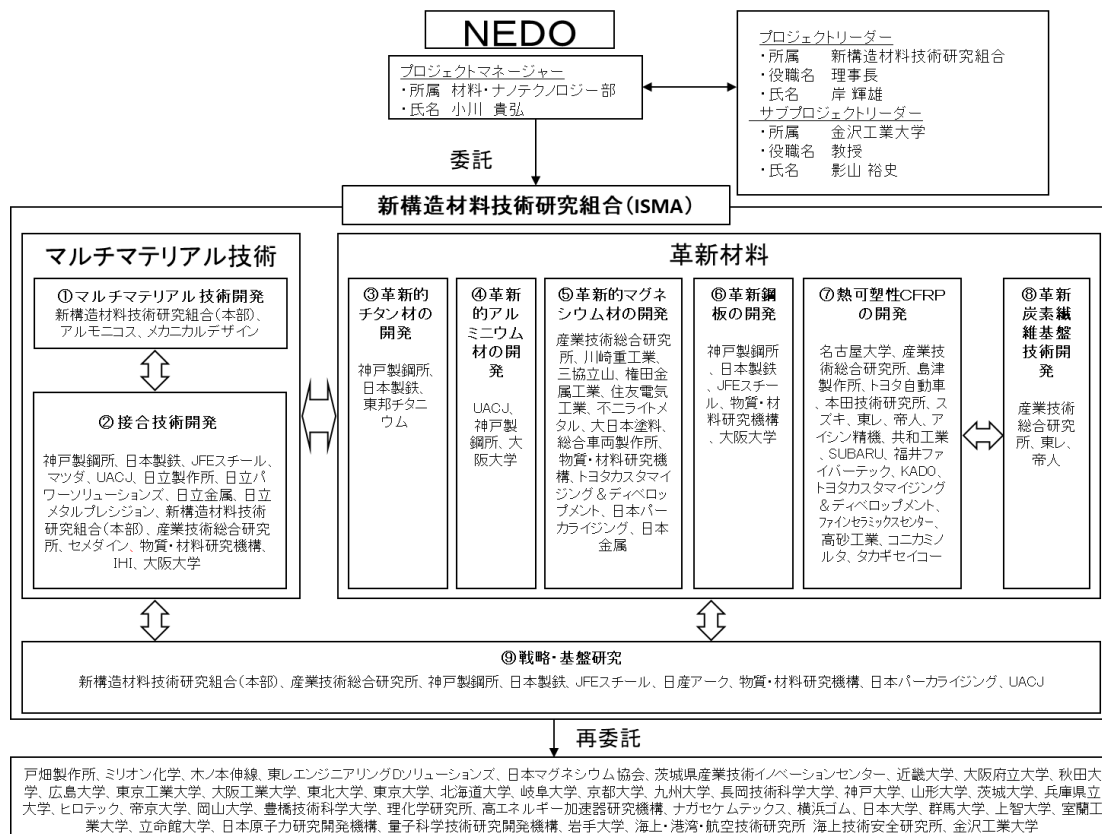 NEDO
プロジェクトマネージャー
・所属 材料・ナノテクノロジー部
・氏名 小川 貴弘
プロジェクトリーダー
・所属 新構造材料技術研究組合
・役職名 理事長
・氏名 岸 輝雄
サブプロジェクトリーダー
・所属 金沢工業大学
・役職名 教授
・氏名 影山 裕史
委託
新構造材料技術研究組合(ISMA)
マルチマテリアル技術
①マルチマテリアル技術開発
新構造材料技術研究組合(本部)、
アルモニコス、メカニカルデザイン
②接合技術開発
神戸製鋼所、日本製鉄、JFEスチール、
マツダ、UACJ、日立製作所、日立パ
ワーソリューションズ、日立金属、日立
メタルプレシジョン、新構造材料技術
研究組合(本部)、産業技術総合研究
所、セメダイン、物質・材料研究機構、
IHI、大阪大学
革新材料
③革新的
チタン材の
開発
神戸製鋼所、
日本製鉄、
東邦チタニ
ウム
④革新
的アル
ミニウム
材の開
発
UACJ、
神戸製
鋼所、大
阪大学
⑤革新的マグネ
シウム材の開発
産業技術総合研究
所、川崎重工業、
三協立山、権田金
属工業、住友電気
工業、不二ライトメ
タル、大日本塗料、
総合車両製作所、
物質・材料研究機
構、トヨタカスタマイ
ジング＆ディベロッ
プメント、日本パー
カライジング、日本
金属
⑥革新鋼
板の開発
神戸製鋼所
、日本製鉄
、JFEスチー
ル、物質・材
料研究機構
、大阪大学
⑦熱可塑性CFRP
の開発
名古屋大学、産業技
術総合研究所、島津
製作所、トヨタ自動車
、本田技術研究所、ス
ズキ、東レ、帝人、ア
イシン精機、共和工業
、SUBARU、福井ファ
イバーテック、KADO、
トヨタカスタマイジング
＆ディベロップメント、
ファインセラミックスセンター、
高砂工業、コニカミノ
ルタ、タカギセイコー
⑧革新
炭素繊
維基盤
技術開
発
産業技術
総合研究
所、東レ、
帝人
⑨戦略・基盤研究
新構造材料技術研究組合(本部)、産業技術総合研究所、神戸製鋼所、日本製鉄、JFEスチール、日産アーク、物質・材料研究機構、日本パーカライジング、UACJ
再委託
戸畑製作所、ミリオン化学、木ノ本伸線、東レエンジニアリングDソリューションズ、日本マグネシウム協会、茨城県産業技術イノベーションセンター、近畿大学、大阪府立大学、秋田大
学、広島大学、東京工業大学、大阪工業大学、東北大学、東京大学、北海道大学、岐阜大学、京都大学、九州大学、長岡技術科学大学、神戸大学、山形大学、茨城大学、兵庫県立
大学、ヒロテック、帝京大学、岡山大学、豊橋技術科学大学、理化学研究所、高エネルギー加速器研究機構、ナガセケムテックス、横浜ゴム、日本大学、群馬大学、上智大学、室蘭工
業大学、立命館大学、日本原子力研究開発機構、量子科学技術研究開発機構、岩手大学、海上・港湾・航空技術研究所 海上技術安全研究所、金沢工業大学